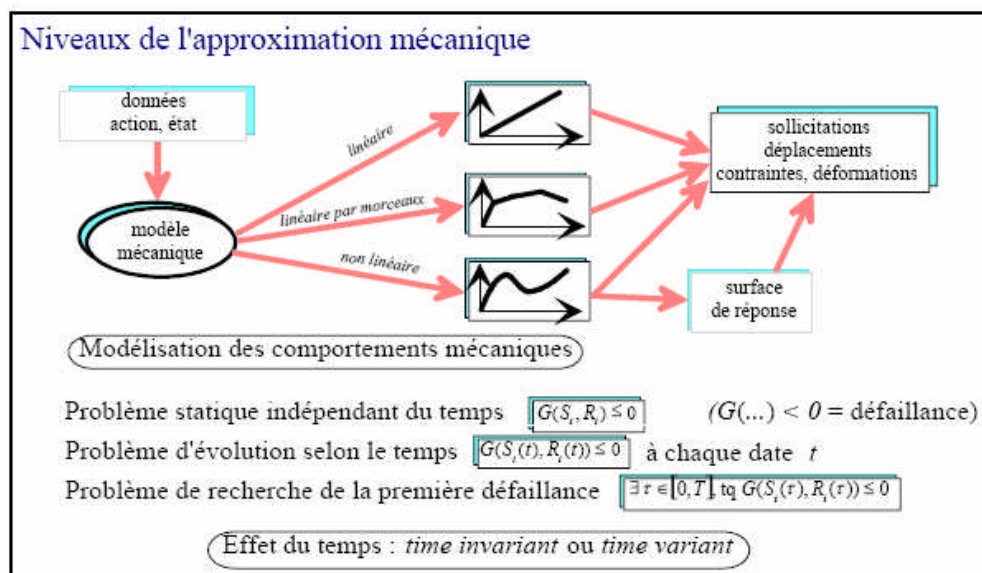 Niveaux de l'approximation mécanique
données
action, état
modèle
mécanique
linéaire
linéaire par morceaux
non linéaire
sollicitations
déplacements
contraintes, déformations
surface
de réponse
Modélisation des comportements mécaniques
Problème statique indépendant du temps G(Sᵢ,Rᵢ) ≤ 0 (G(...) < 0 = défaillance)
Problème d'évolution selon le temps G(Sᵢ(t),Rᵢ(t)) ≤ 0 à chaque date t
Problème de recherche de la première défaillance ∃τ∈[0,T], tq G(Sᵢ(τ),Rᵢ(τ)) ≤ 0
Effet du temps : time invariant ou time variant